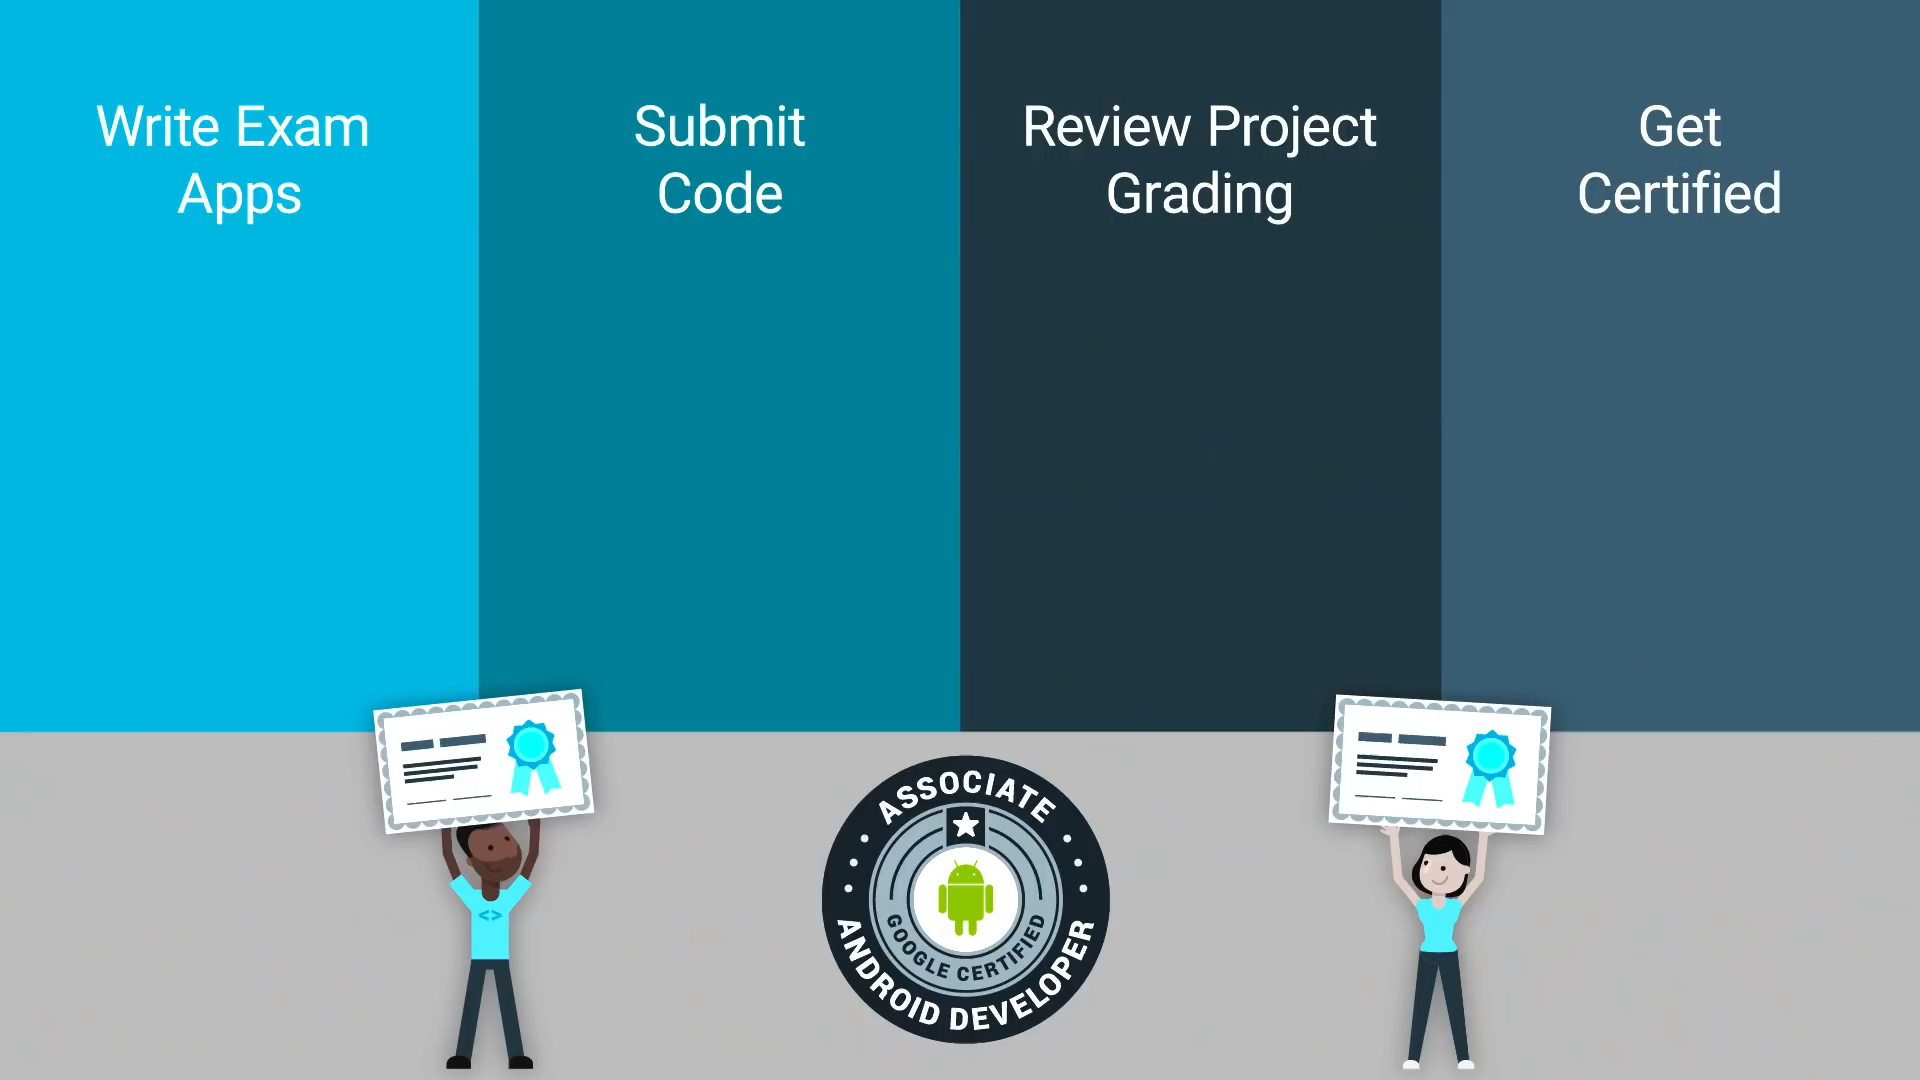 Write Exam
Apps
Submit
Code
Review Project
Grading
Get
Certified
ASSOCIATE
GOOGLE CERTIFIED
ANDROID DEVELOPER
<>